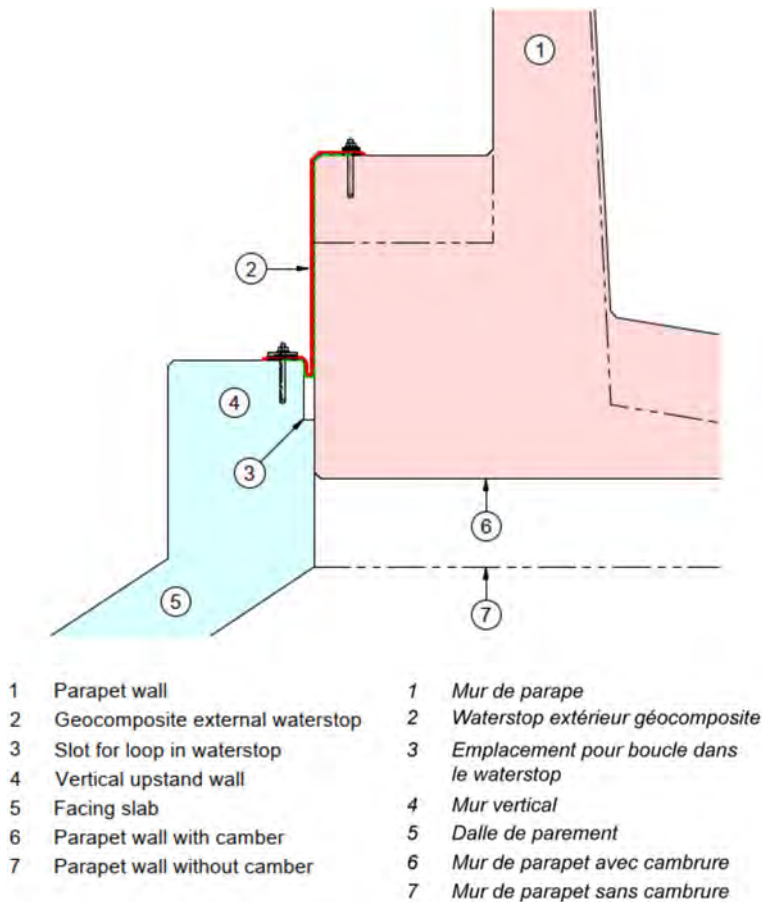 1
2
4
3
6
5
7
1 Parapet wall
2 Geocomposite external waterstop
3 Slot for loop in waterstop
4 Vertical upstand wall
5 Facing slab
6 Parapet wall with camber
7 Parapet wall without camber
1 Mur de parape
2 Waterstop extérieur géocomposite
3 Emplacement pour boucle dans
le waterstop
4 Mur vertical
5 Dalle de parement
6 Mur de parapet avec cambrure
7 Mur de parapet sans cambrure